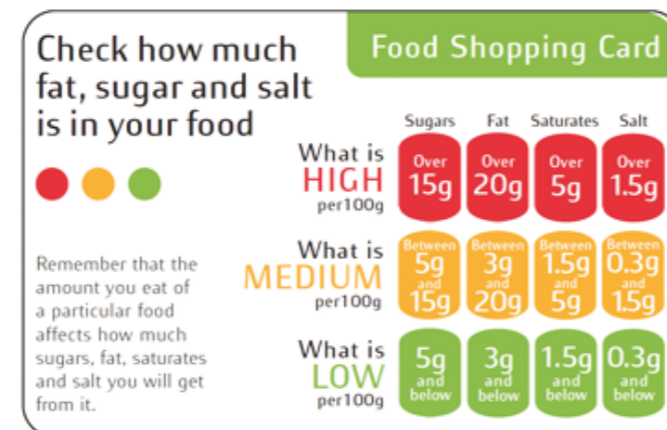 Check how much
fat, sugar and salt
is in your food
Food Shopping Card
Sugars Fat Saturates Salt
What is
HIGH
per100g
Over Over Over Over
15g 20g 5g 1.5g
What is
MEDIUM
per100g
Between Between Between Between
5g 3g 1.5g 0.3g
and and and and
15g 20g 5g 1.5g
What is
LOW
per100g
5g 3g 1.5g 0.3g
and and and and
below below below below
Remember that the
amount you eat of
a particular food
affects how much
sugars, fat, saturates
and salt you will get
from it.